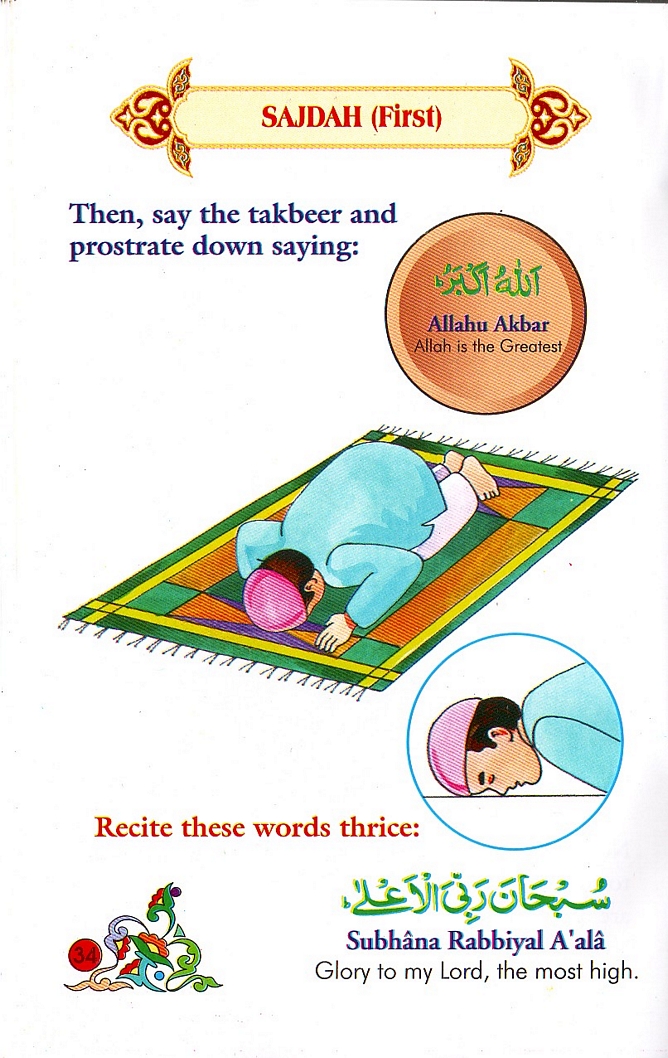 SAJDAH (First)
Then, say the takbeer and
prostrate down saying:
اَللّٰهُ اَكْبَرُ
Allahu Akbar
Allah is the Greatest
Recite these words thrice:
سُبْحَانَ رَبِّیَ الْاَعْلٰی
Subhâna Rabbiyal A'alâ
Glory to my Lord, the most high.
34